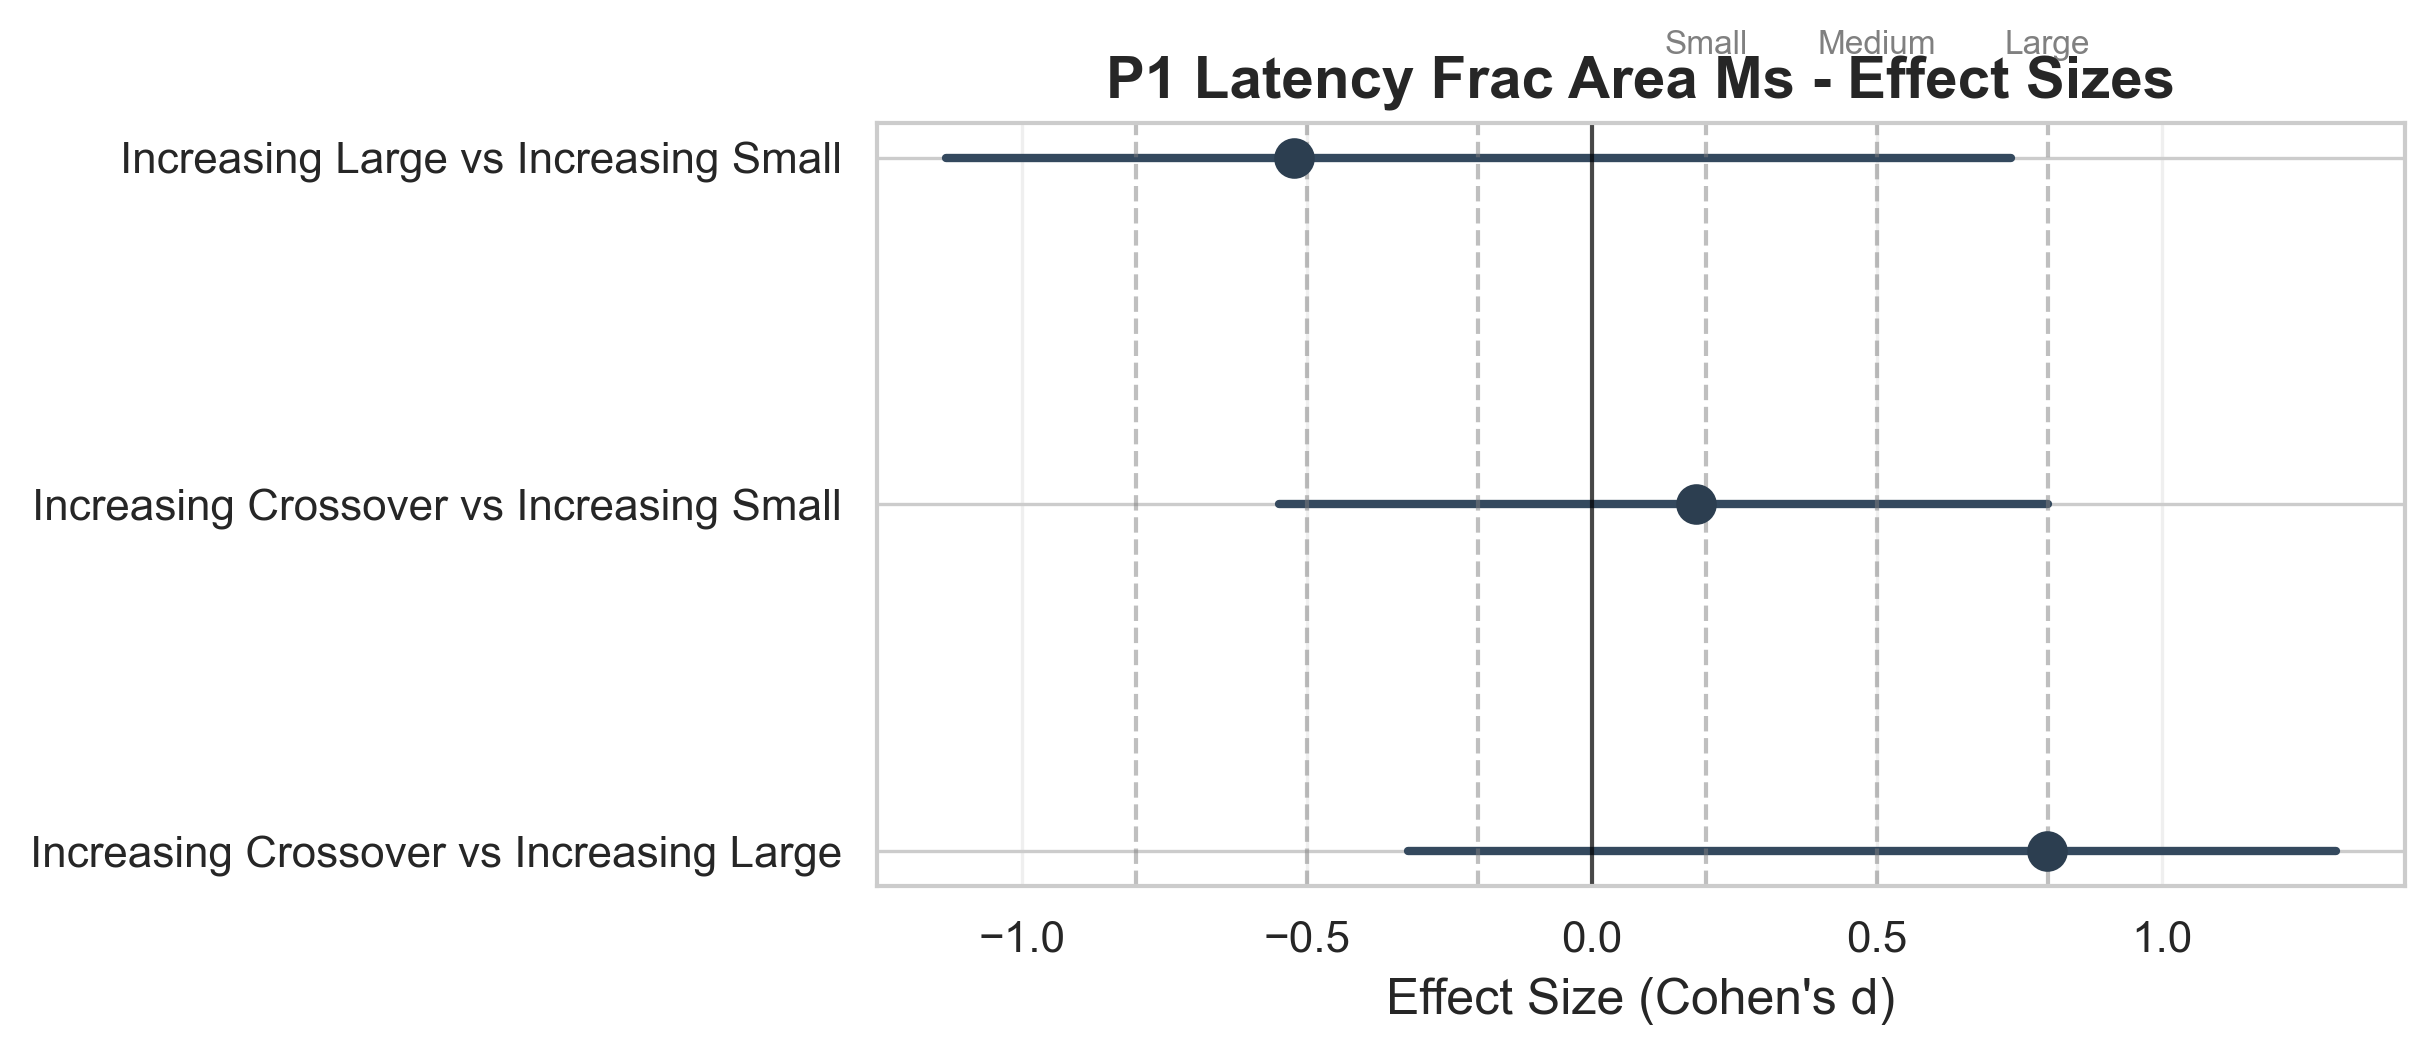 Small Medium Large
P1 Latency Frac Area Ms - Effect Sizes
Increasing Large vs Increasing Small
Increasing Crossover vs Increasing Small
Increasing Crossover vs Increasing Large
−1.0 −0.5 0.0 0.5 1.0
Effect Size (Cohen's d)